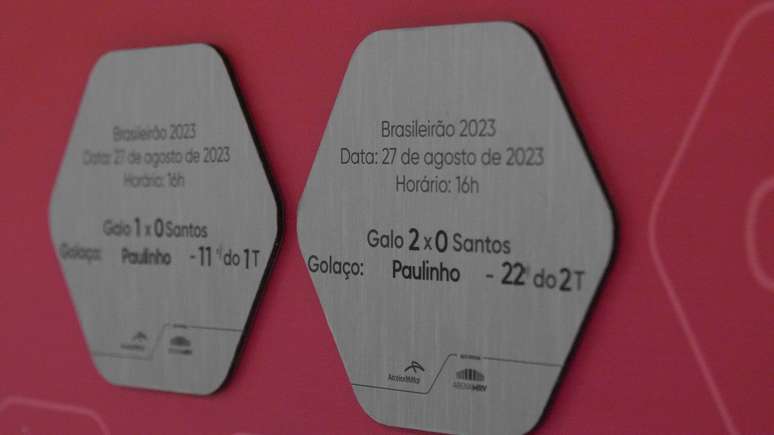 Brasileirão 2023
Data: 27 de agosto de 2023
Horário: 16h
Galo 1 x 0 Santos
Golaço: Paulinho - 11' do 1T
ArcelorMittal
Brasileirão 2023
Data: 27 de agosto de 2023
Horário: 16h
Galo 2 x 0 Santos
Golaço: Paulinho - 22' do 2T
ArcelorMittal
ARENA MRV